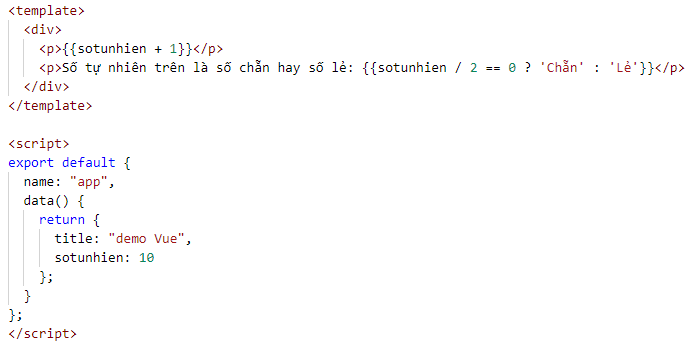 <template>
  <div>
    <p>{{sotunhien + 1}}</p>
    <p>Số tự nhiên trên là số chẵn hay số lẻ: {{sotunhien / 2 == 0 ? 'Chẵn' : 'Lẻ'}}</p>
  </div>
</template>

<script>
export default {
  name: "app",
  data() {
    return {
      title: "demo Vue",
      sotunhien: 10
    };
  }
};
</script>